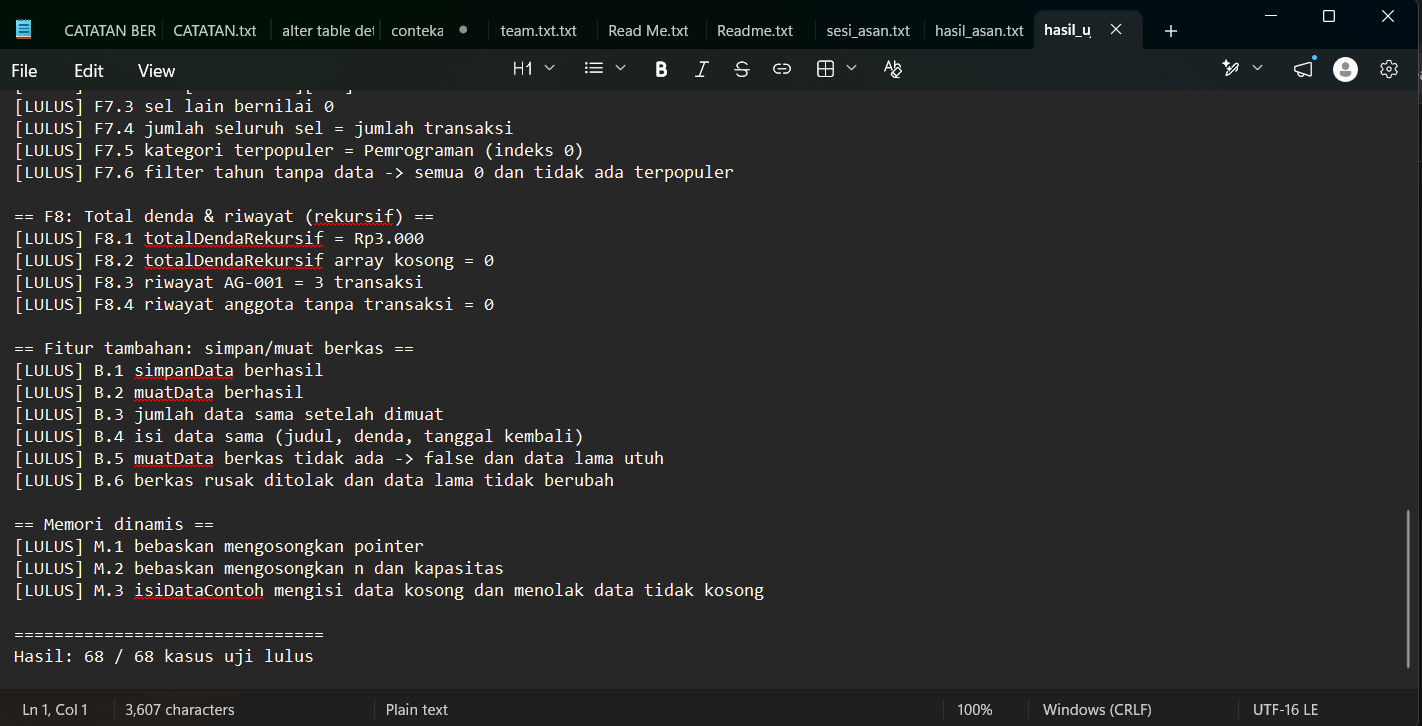 CATATAN BER
CATATAN.txt
alter table det
conteka
team.txt.txt
Read Me.txt
Readme.txt
sesi_asan.txt
hasil_asan.txt
hasil_u
File
Edit
View
H1
[LULUS] F7.3 sel lain bernilai 0
[LULUS] F7.4 jumlah seluruh sel = jumlah transaksi
[LULUS] F7.5 kategori terpopuler = Pemrograman (indeks 0)
[LULUS] F7.6 filter tahun tanpa data -> semua 0 dan tidak ada terpopuler
== F8: Total denda & riwayat (rekursif) ==
[LULUS] F8.1 totalDendaRekursif = Rp3.000
[LULUS] F8.2 totalDendaRekursif array kosong = 0
[LULUS] F8.3 riwayat AG-001 = 3 transaksi
[LULUS] F8.4 riwayat anggota tanpa transaksi = 0
== Fitur tambahan: simpan/muat berkas ==
[LULUS] B.1 simpanData berhasil
[LULUS] B.2 muatData berhasil
[LULUS] B.3 jumlah data sama setelah dimuat
[LULUS] B.4 isi data sama (judul, denda, tanggal kembali)
[LULUS] B.5 muatData berkas tidak ada -> false dan data lama utuh
[LULUS] B.6 berkas rusak ditolak dan data lama tidak berubah
== Memori dinamis ==
[LULUS] M.1 bebaskan mengosongkan pointer
[LULUS] M.2 bebaskan mengosongkan n dan kapasitas
[LULUS] M.3 isiDataContoh mengisi data kosong dan menolak data tidak kosong
===============================
Hasil: 68 / 68 kasus uji lulus
Ln 1, Col 1
3,607 characters
Plain text
100%
Windows (CRLF)
UTF-16 LE